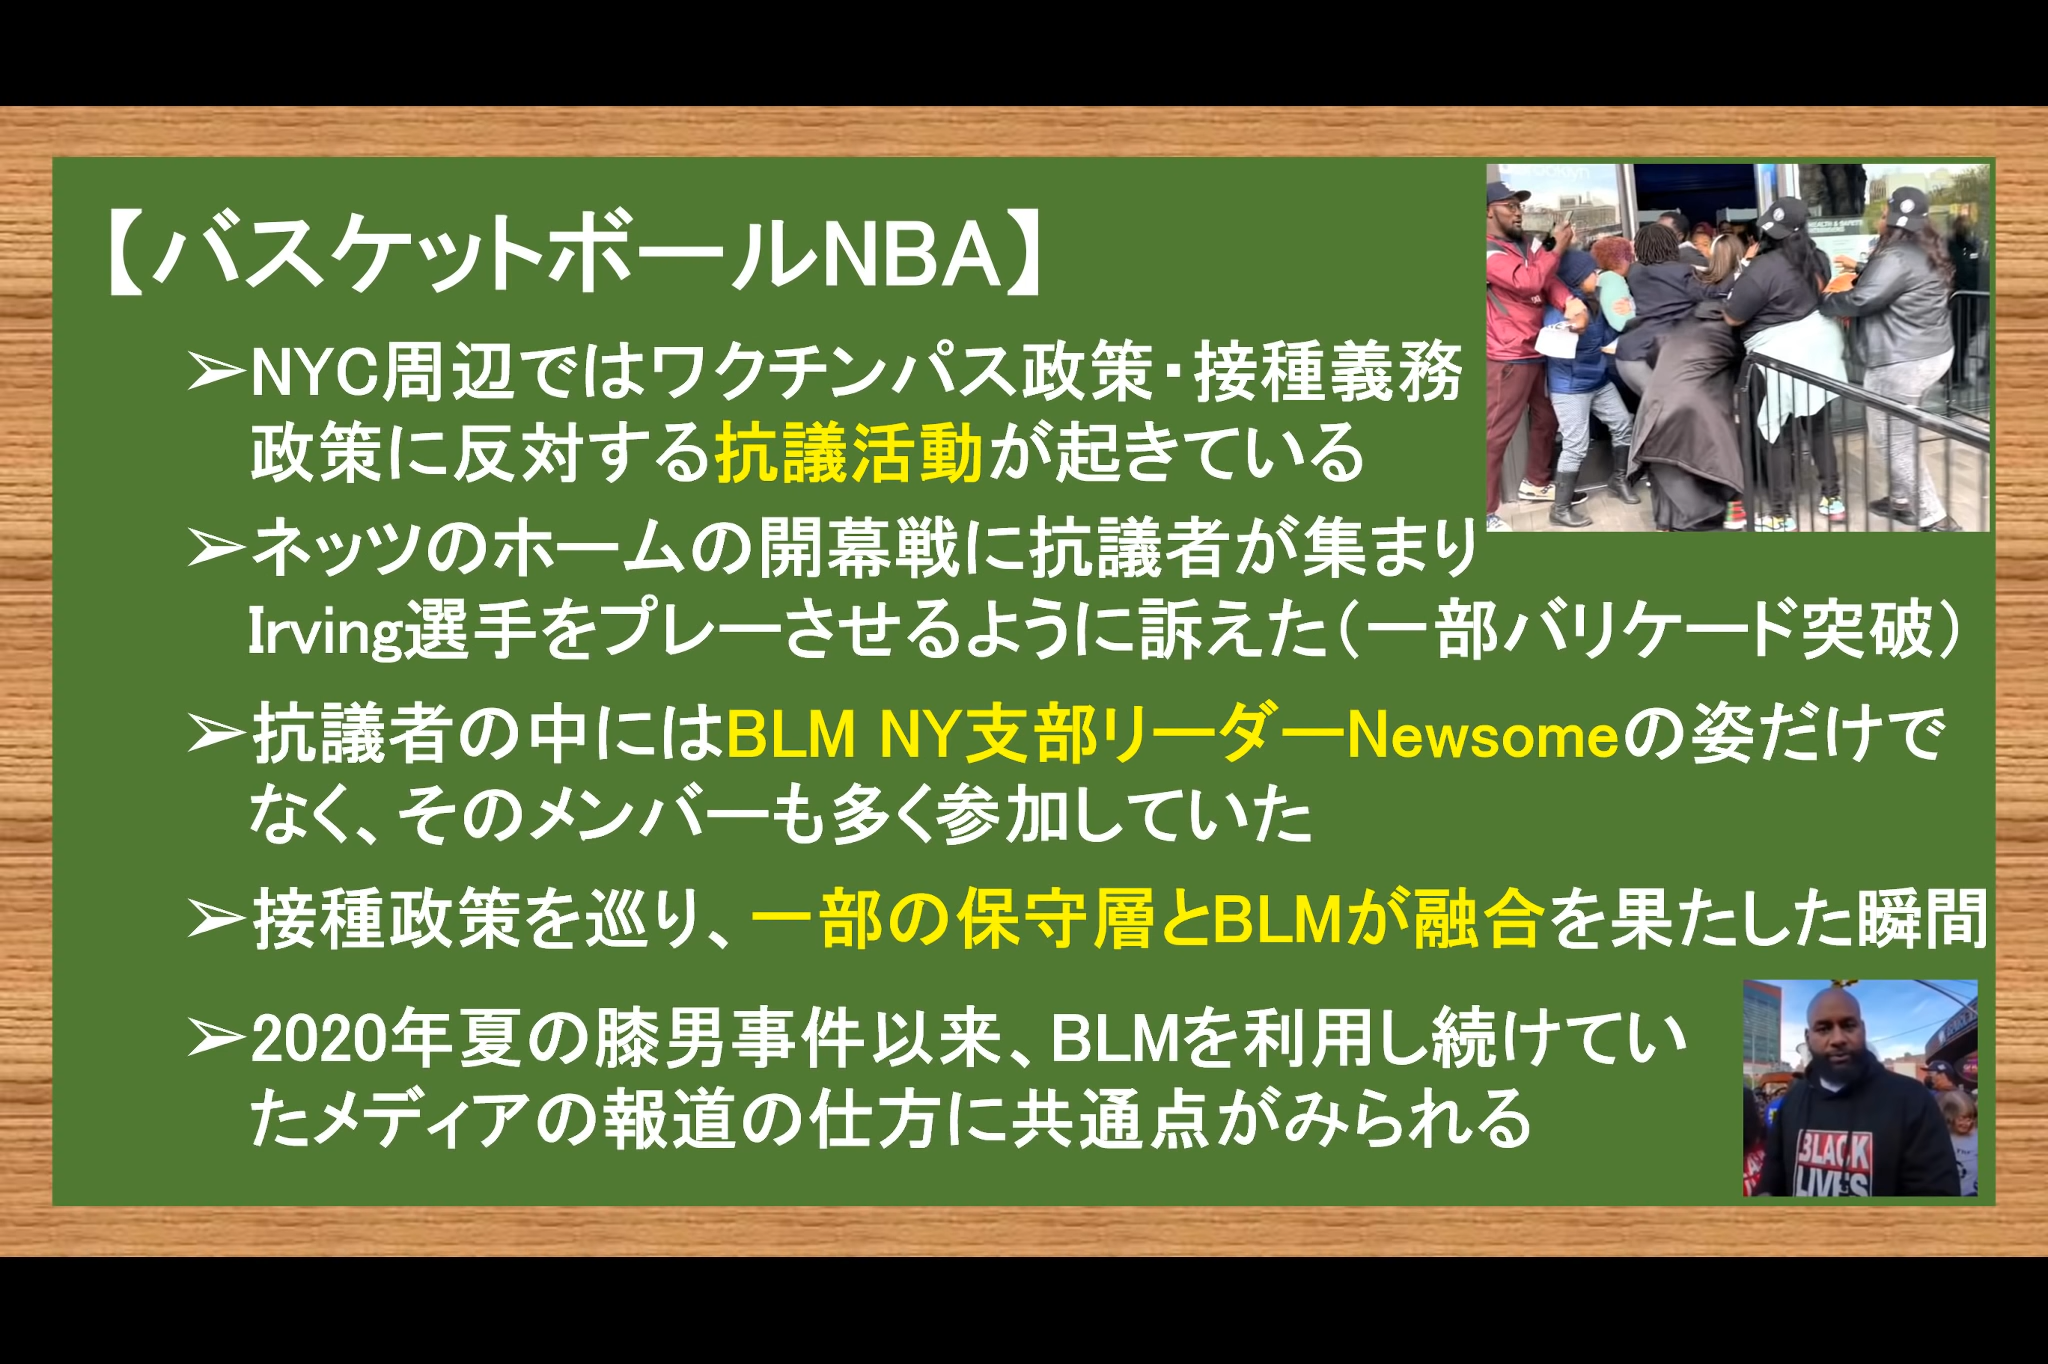 【バスケットボールNBA】
➢NYC周辺ではワクチンパス政策・接種義務
政策に反対する抗議活動が起きている
➢ネッツのホームの開幕戦に抗議者が集まり
Irving選手をプレーさせるように訴えた（一部バリケード突破）
➢抗議者の中にはBLM NY支部リーダーNewsomeの姿だけで
なく、そのメンバーも多く参加していた
➢接種政策を巡り、一部の保守層とBLMが融合を果たした瞬間
➢2020年夏の膝男事件以来、BLMを利用し続けてい
たメディアの報道の仕方に共通点がみられる
BLACK
LIVES